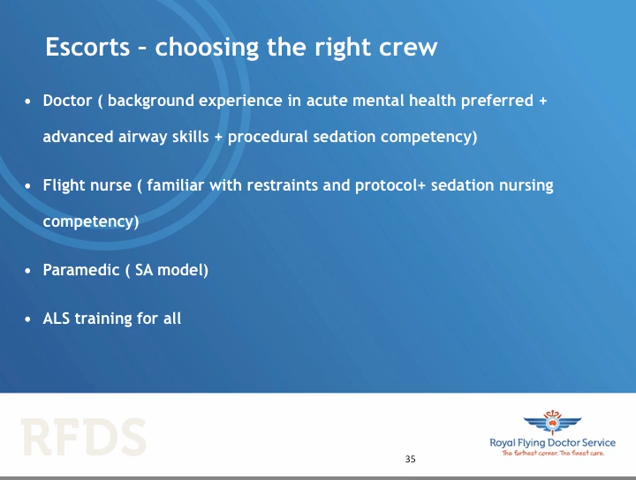 Escorts – choosing the right crew
• Doctor ( background experience in acute mental health preferred +
advanced airway skills + procedural sedation competency)
• Flight nurse ( familiar with restraints and protocol+ sedation nursing
competency)
• Paramedic ( SA model)
• ALS training for all
RFDS
Royal Flying Doctor Service
The furthest corner. The finest care.
35